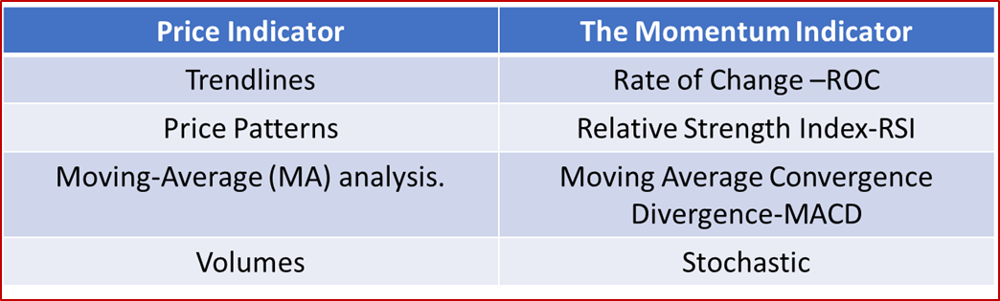 Price Indicator
The Momentum Indicator
Trendlines
Rate of Change –ROC
Price Patterns
Relative Strength Index-RSI
Moving-Average (MA) analysis.
Moving Average Convergence
Divergence-MACD
Volumes
Stochastic